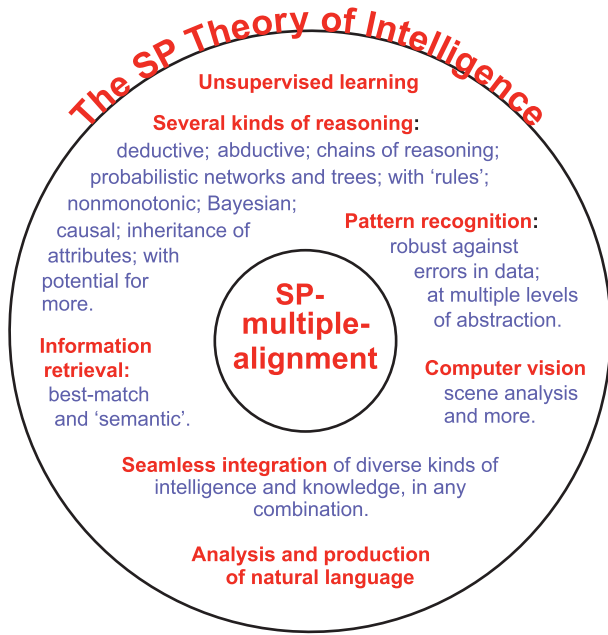 The SP Theory of Intelligence
Unsupervised learning
Several kinds of reasoning:
deductive; abductive; chains of reasoning;
probabilistic networks and trees; with ‘rules’;
nonmonotonic; Bayesian;
causal; inheritance of
attributes; with
potential for
more.
Pattern recognition:
robust against
errors in data;
at multiple levels
of abstraction.
SP-
multiple-
alignment
Information
retrieval:
best-match
and ‘semantic’.
Computer vision
scene analysis
and more.
Seamless integration of diverse kinds of
intelligence and knowledge, in any
combination.
Analysis and production
of natural language